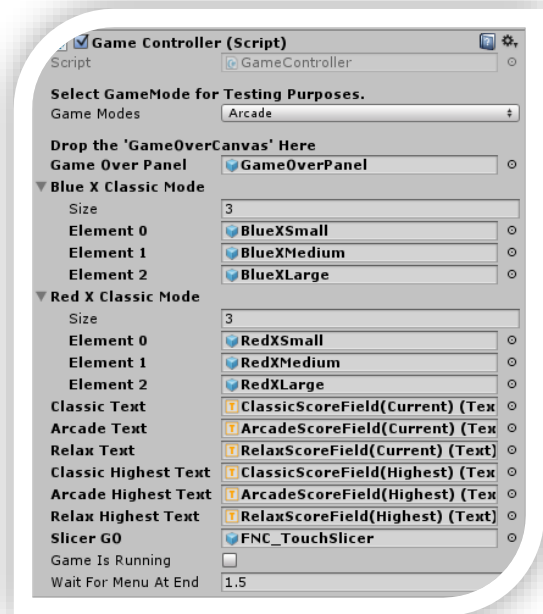 Game Controller (Script)
Script GameController
Select GameMode for Testing Purposes.
Game Modes Arcade
Drop the 'GameOverCanvas' Here
Game Over Panel GameOverPanel
Blue X Classic Mode
Size 3
Element 0 BlueXSmall
Element 1 BlueXMedium
Element 2 BlueXLarge
Red X Classic Mode
Size 3
Element 0 RedXSmall
Element 1 RedXMedium
Element 2 RedXLarge
Classic Text ClassicScoreField(Current) (Tex
Arcade Text ArcadeScoreField(Current) (Tex
Relax Text RelaxScoreField(Current) (Text)
Classic Highest Text ClassicScoreField(Highest) (Tex
Arcade Highest Text ArcadeScoreField(Highest) (Tex
Relax Highest Text RelaxScoreField(Highest) (Text)
Slicer GO FNC_TouchSlicer
Game Is Running
Wait For Menu At End 1.5